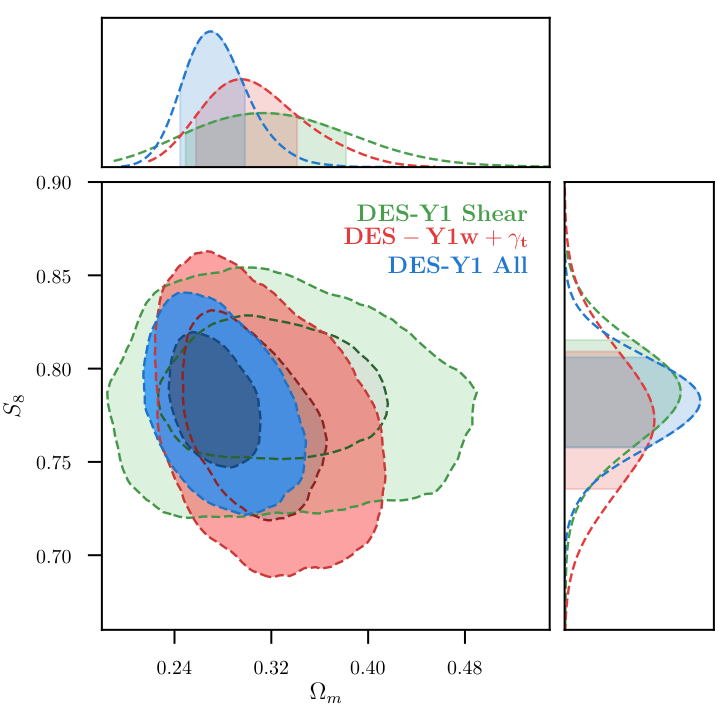 0.90
DES-Y1 Shear
DES − Y1w + γt
DES-Y1 All
0.85
0.80
S8
0.75
0.70
0.24 0.32 0.40 0.48
Ωm